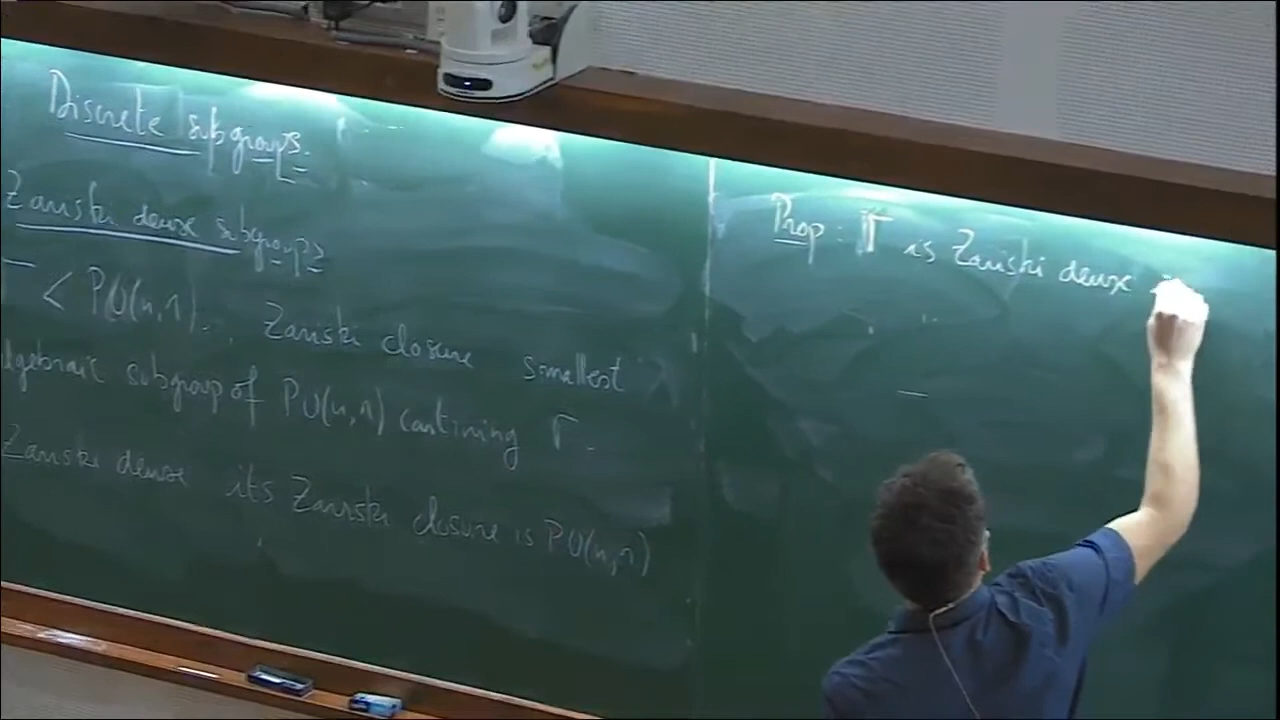 Discrete subgroups.
Zariski dense subgroups
< PU(n,1). Zariski closure smallest
algebraic subgroup of PU(n,1) containing Γ.
Zariski dense its Zariski closure is PU(n,1)
Prop: Γ is Zariski dense